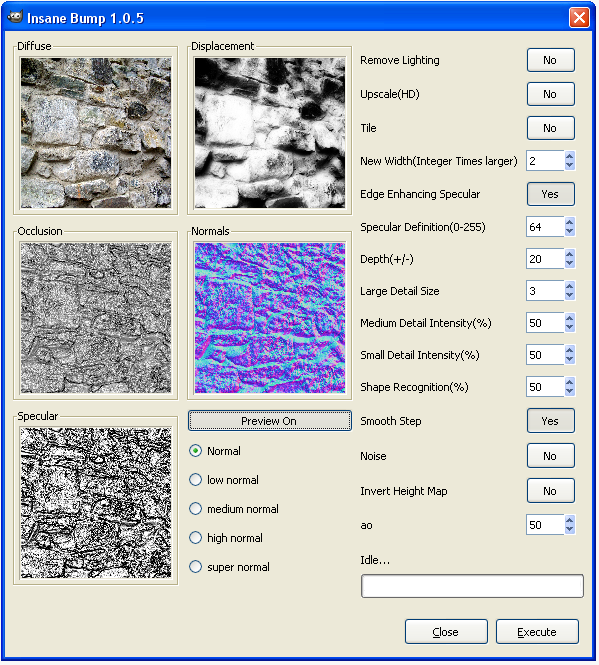 Insane Bump 1.0.5
Diffuse
Displacement
Occlusion
Normals
Specular
Preview On
Normal
low normal
medium normal
high normal
super normal
Remove Lighting No
Upscale(HD) No
Tile No
New Width(Integer Times larger) 2
Edge Enhancing Specular Yes
Specular Definition(0-255) 64
Depth(+/-) 20
Large Detail Size 3
Medium Detail Intensity(%) 50
Small Detail Intensity(%) 50
Shape Recognition(%) 50
Smooth Step Yes
Noise No
Invert Height Map No
ao 50
Idle...
Close Execute